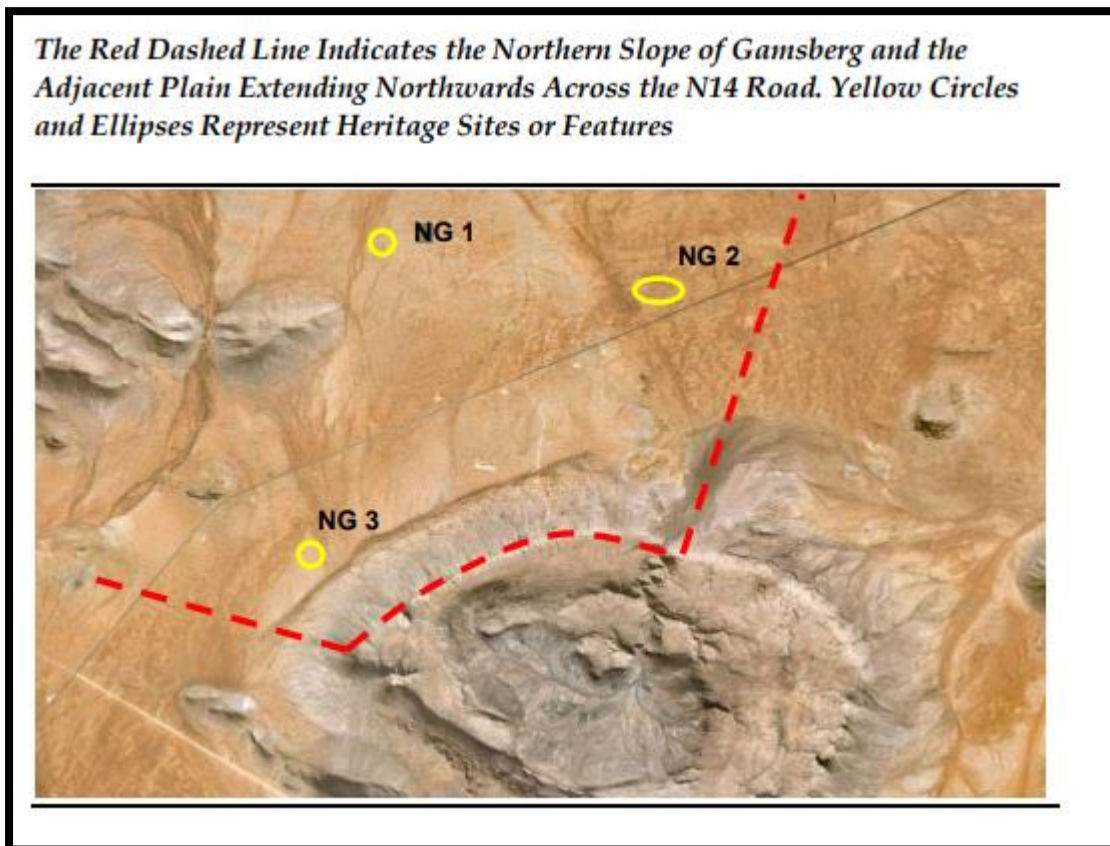 The Red Dashed Line Indicates the Northern Slope of Gamsberg and the
Adjacent Plain Extending Northwards Across the N14 Road. Yellow Circles
and Ellipses Represent Heritage Sites or Features
NG 1
NG 2
NG 3